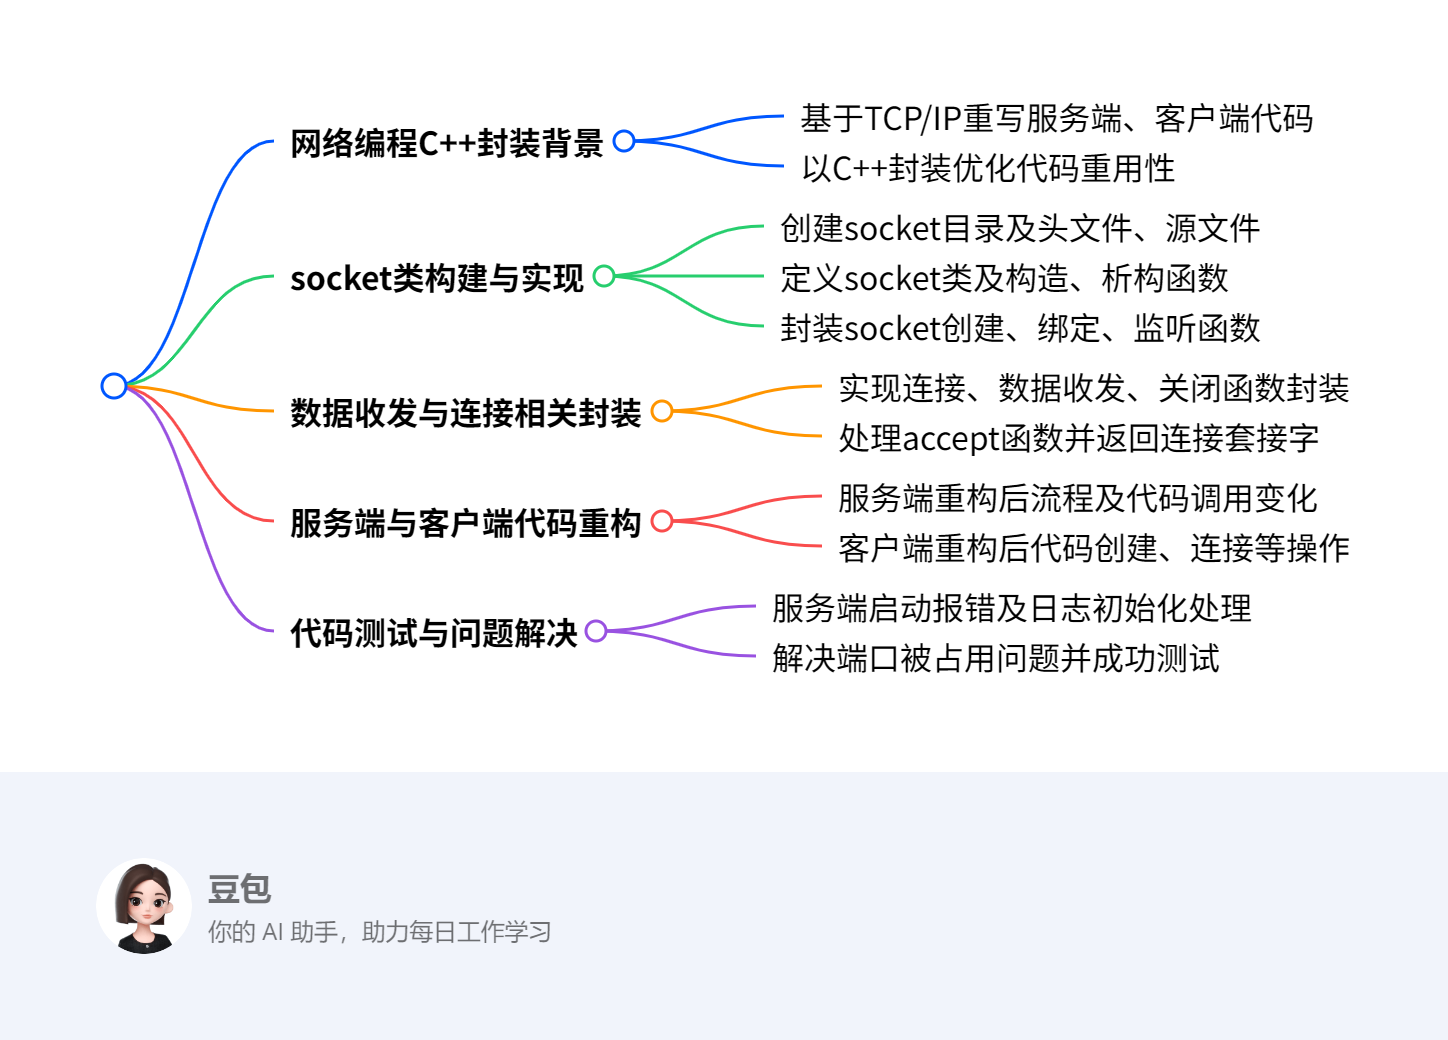 网络编程C++封装背景
基于TCP/IP重写服务端、客户端代码
以C++封装优化代码重用性
socket类构建与实现
创建socket目录及头文件、源文件
定义socket类及构造、析构函数
封装socket创建、绑定、监听函数
数据收发与连接相关封装
实现连接、数据收发、关闭函数封装
处理accept函数并返回连接套接字
服务端与客户端代码重构
服务端重构后流程及代码调用变化
客户端重构后代码创建、连接等操作
代码测试与问题解决
服务端启动报错及日志初始化处理
解决端口被占用问题并成功测试
豆包
你的 AI 助手，助力每日工作学习